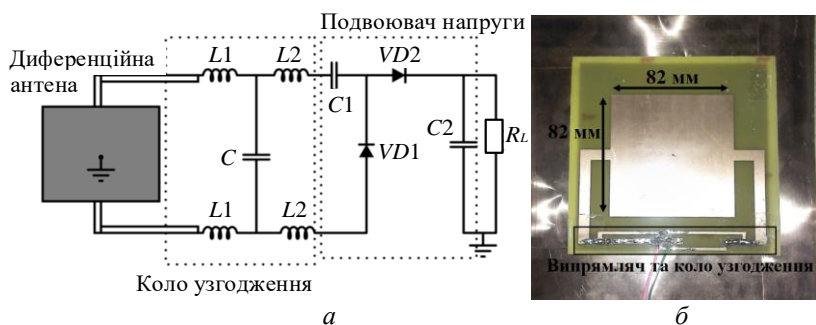 Подвоювач напруги
Диференційна
антена
L1
L2
C1
VD2
C
VD1
C2
RL
L1
L2
Коло узгодження
а
82 мм
82 мм
Випрямляч та коло узгодження
б